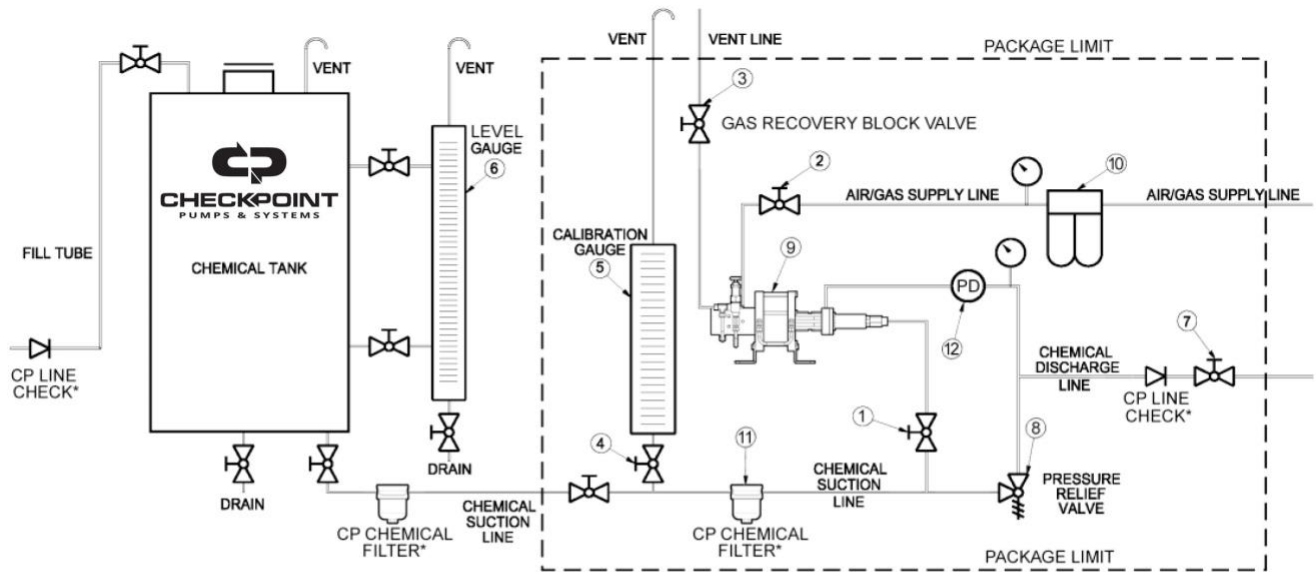 PACKAGE LIMIT
VENT
VENT
VENT
VENT LINE
3
GAS RECOVERY BLOCK VALVE
LEVEL
GAUGE
6
2
10
AIR/GAS SUPPLY LINE
AIR/GAS SUPPLY LINE
CHECKPOINT
PUMPS & SYSTEMS
FILL TUBE
CHEMICAL TANK
CALIBRATION
GAUGE
5
9
PD
12
7
CP LINE
CHECK*
CHEMICAL
DISCHARGE
LINE
CP LINE
CHECK*
1
4
11
8
DRAIN
DRAIN
CHEMICAL
SUCTION
LINE
CP CHEMICAL
FILTER*
CHEMICAL
SUCTION
LINE
CP CHEMICAL
FILTER*
PRESSURE
RELIEF
VALVE
PACKAGE LIMIT